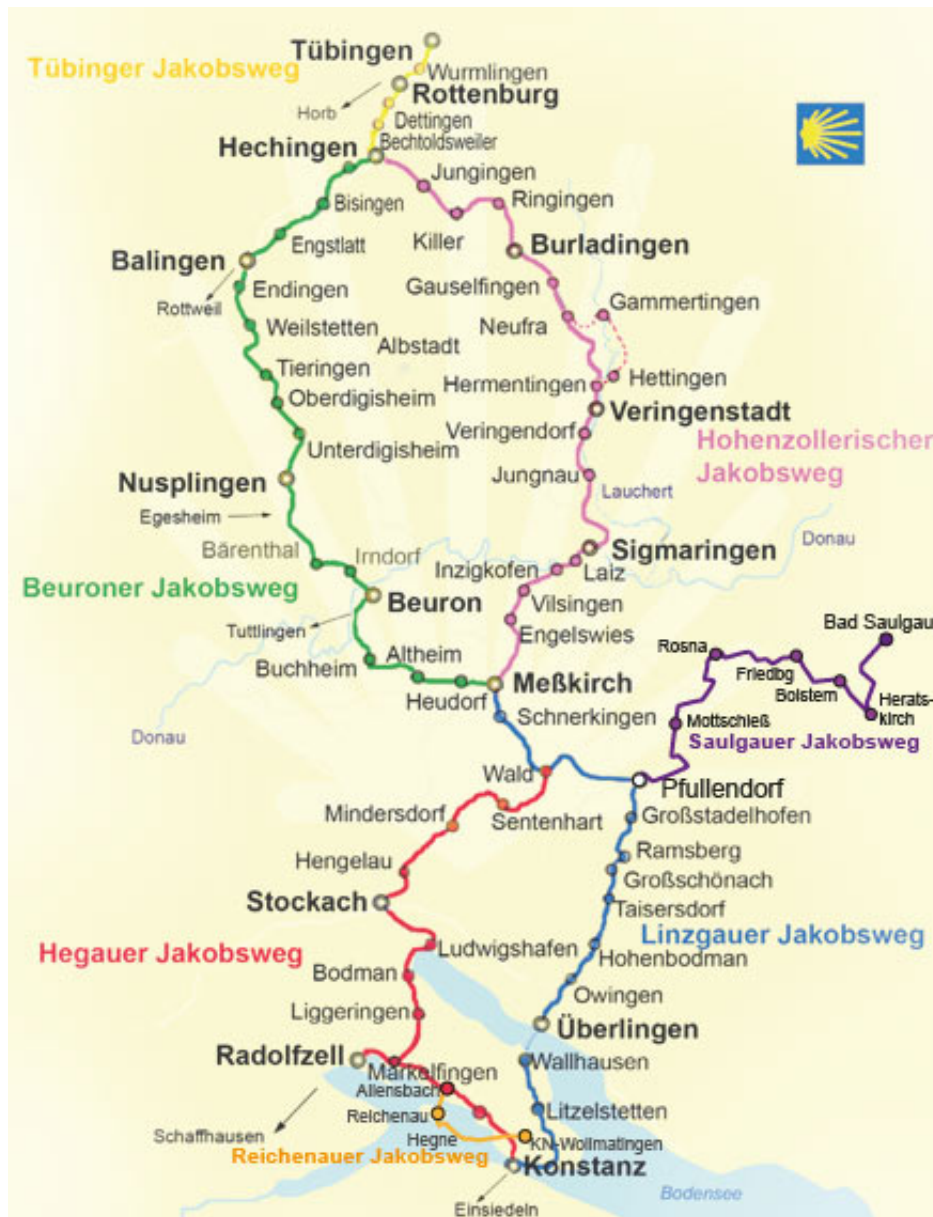 Tübingen
Tübinger Jakobsweg
Wurmlingen
Rottenburg
Horb
Dettingen
Bechtoldsweiler
Hechingen
Jungingen
Bisingen
Ringingen
Killer
Engstlatt
Burladingen
Balingen
Endingen
Gauselfingen
Gammertingen
Rottweil
Weilstetten
Neufra
Albstadt
Tieringen
Hermentingen
Hettingen
Oberdigisheim
Veringenstadt
Unterdigisheim
Veringendorf
Hohenzollerischer
Jakobsweg
Nusplingen
Jungnau
Lauchert
Egesheim
Bärenthal
Irndorf
Sigmaringen
Donau
Inzigkofen
Laiz
Beuroner Jakobsweg
Beuron
Vilsingen
Tuttlingen
Engelswies
Bad Saulgau
Buchheim
Altheim
Rosna
Friedbg
Bolstern
Herats-
kirch
Heudorf
Meßkirch
Schnerkingen
Mottschieß
Saulgauer Jakobsweg
Donau
Wald
Pfullendorf
Mindersdorf
Sentenhart
Großstadelhofen
Hengelau
Ramsberg
Großschönach
Stockach
Taisersdorf
Hegauer Jakobsweg
Ludwigshafen
Linzgauer Jakobsweg
Hohenbodman
Bodman
Owingen
Liggeringen
Überlingen
Radolfzell
Markelfingen
Wallhausen
Allensbach
Reichenau
Litzelstetten
Schaffhausen
Hegne
KN-Wollmatingen
Reichenauer Jakobsweg
Konstanz
Einsiedeln
Bodensee